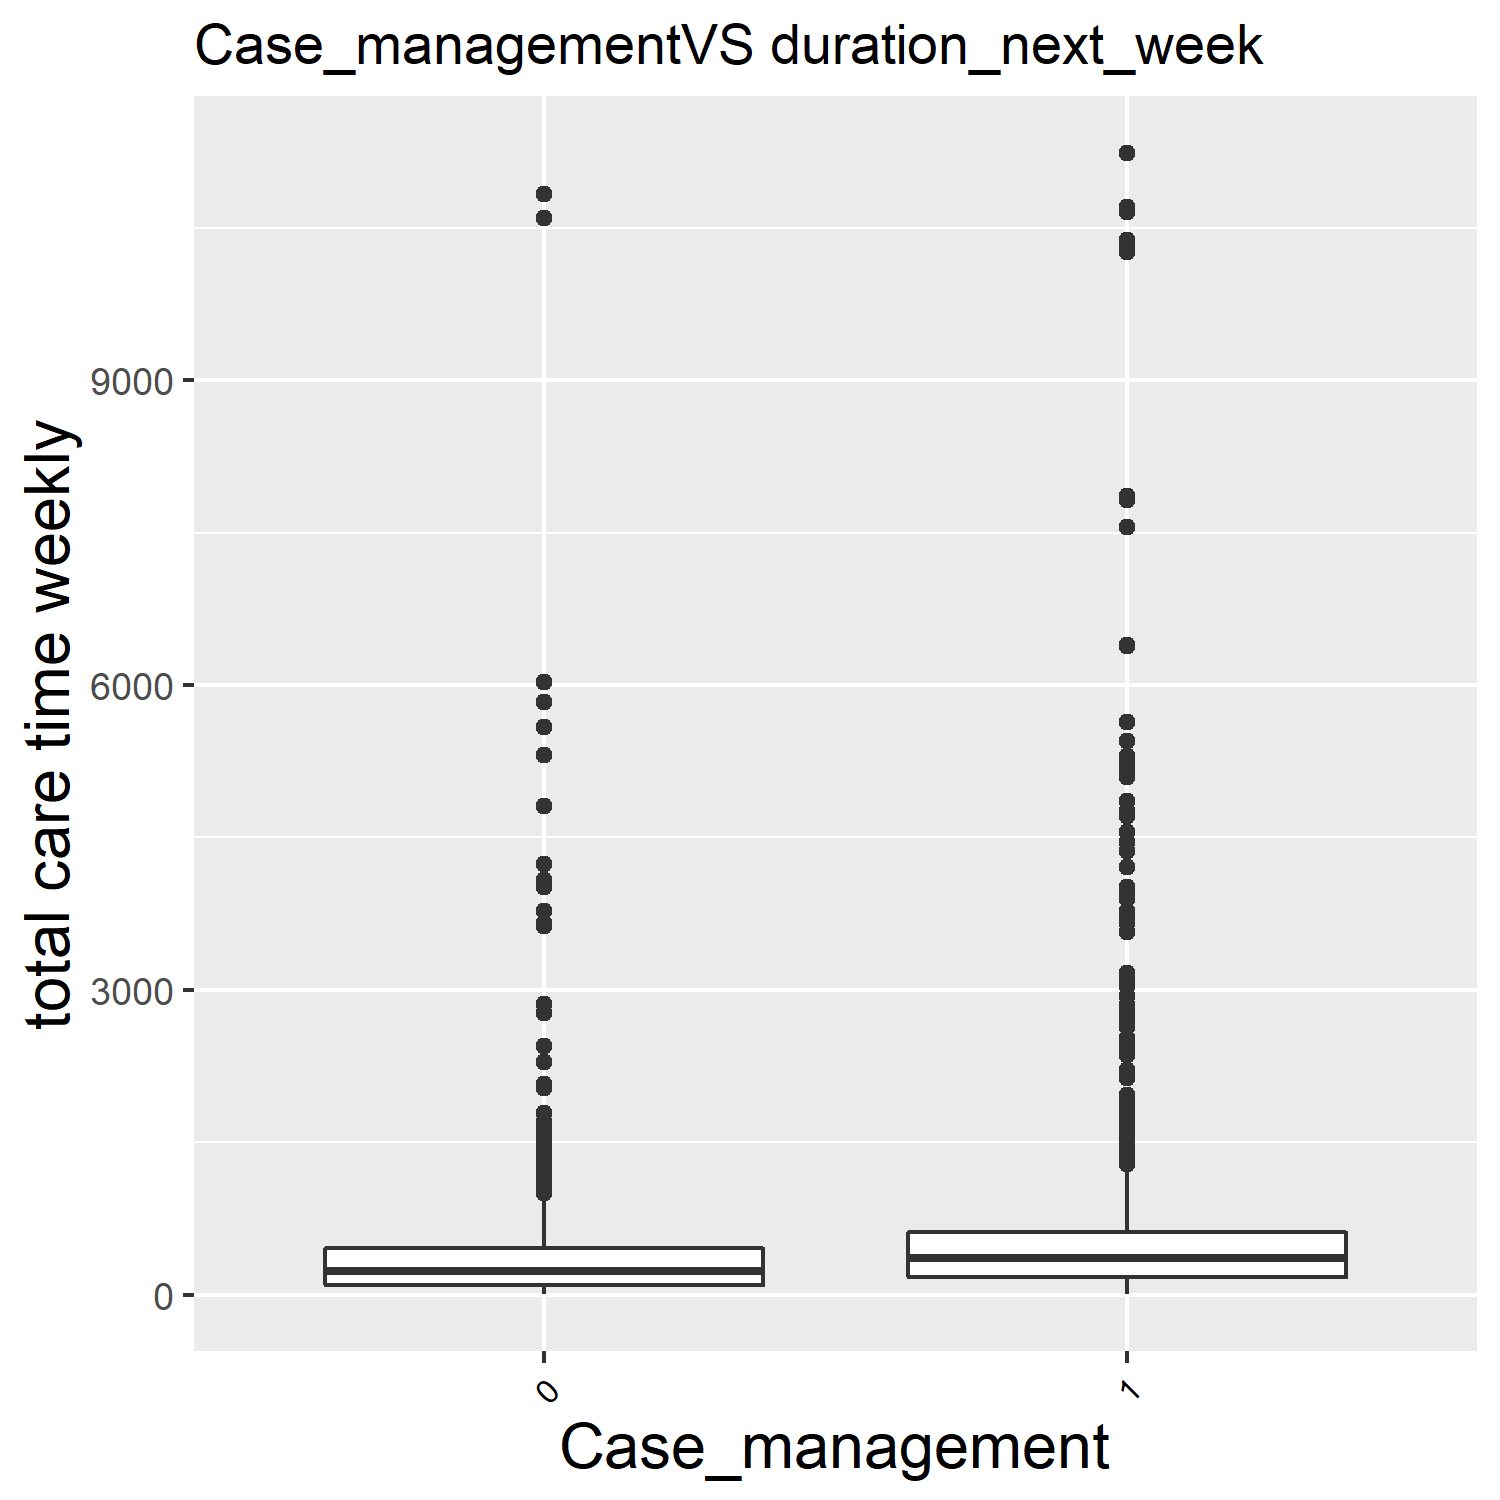 Case_managementVS duration_next_week
total care time weekly
9000
6000
3000
0
0
1
Case_management